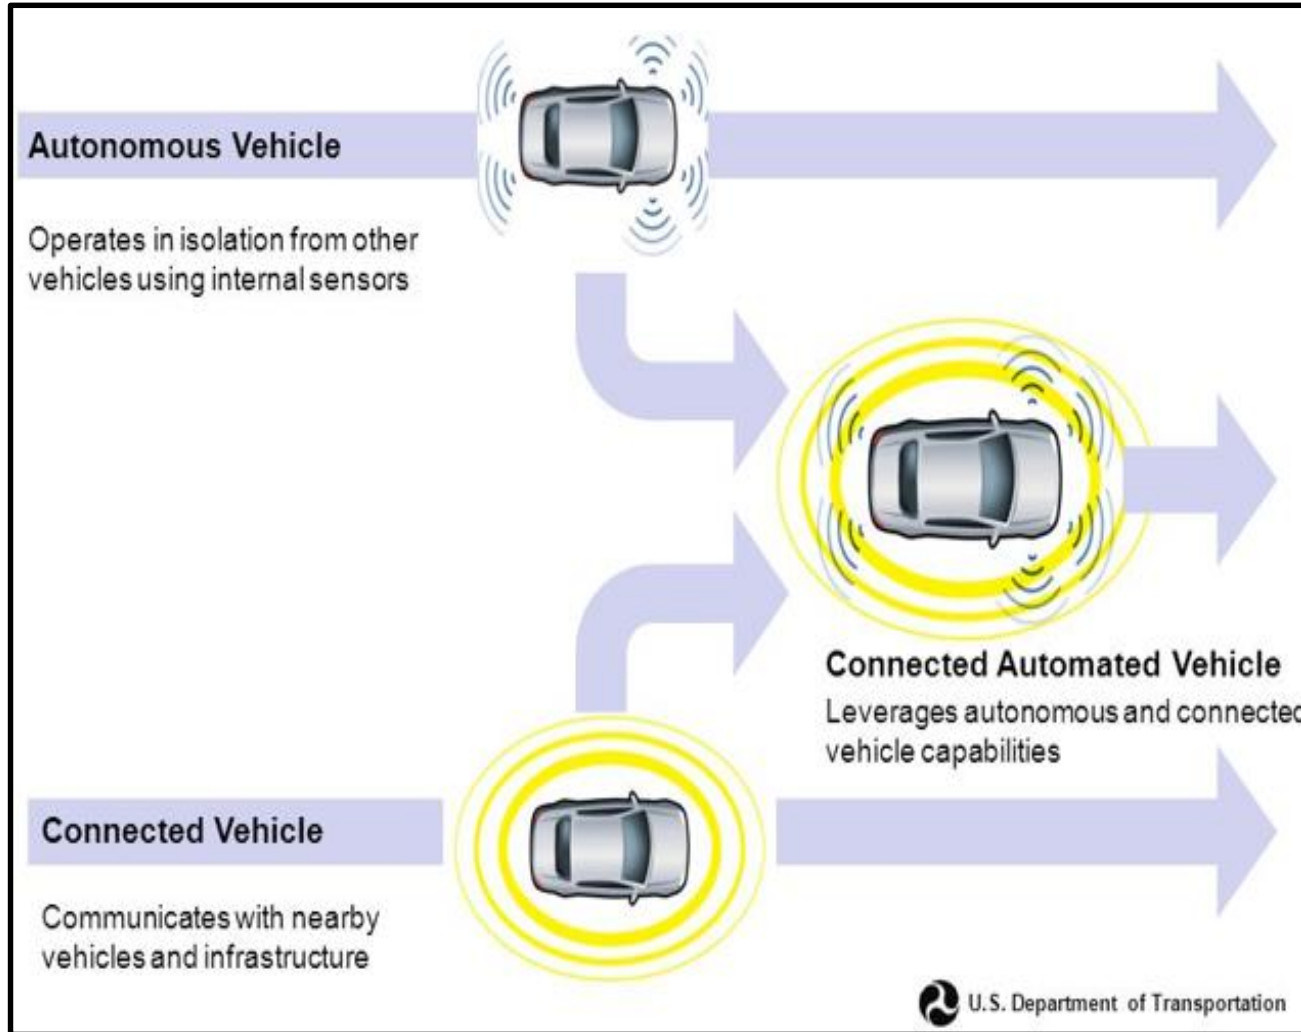 Autonomous Vehicle
Operates in isolation from other
vehicles using internal sensors
Connected Automated Vehicle
Leverages autonomous and connected
vehicle capabilities
Connected Vehicle
Communicates with nearby
vehicles and infrastructure
U.S. Department of Transportation